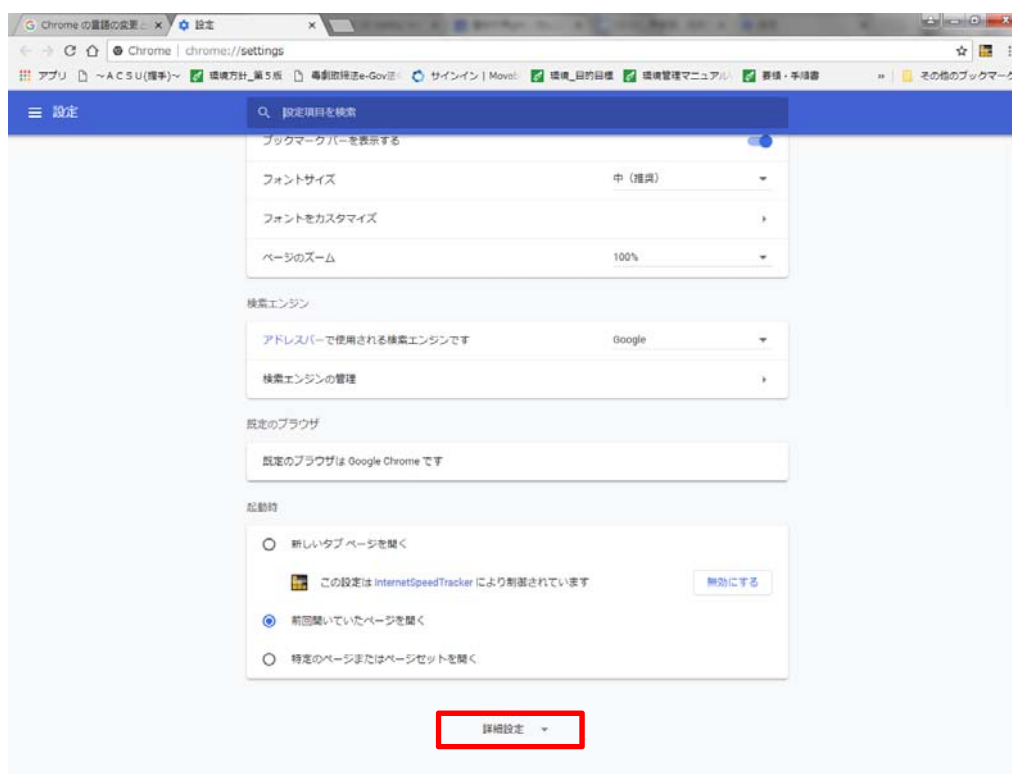 Chrome の言語の変更と
設定
Chrome | chrome://settings
アプリ
~ACSU(握手)~
環境方針_第5版
毒劇取締法e-Gov法
サインイン | Movo
環境_目的目標
環境管理マニュアル
要領・手順書
»
その他のブックマーク
設定
設定項目を検索
ブックマーク バーを表示する
フォントサイズ
中（推奨）
フォントをカスタマイズ
ページのズーム
100%
検索エンジン
アドレスバーで使用される検索エンジンです
Google
検索エンジンの管理
既定のブラウザ
既定のブラウザは Google Chrome です
起動時
新しいタブ ページを開く
この設定は InternetSpeedTracker により制御されています
無効にする
前回開いていたページを開く
特定のページまたはページセットを開く
詳細設定